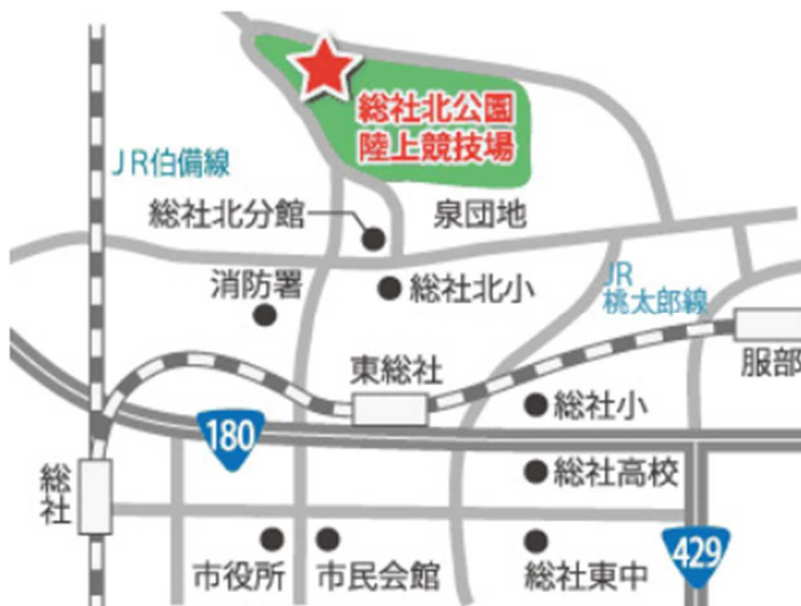 総社北公園
陸上競技場
JR伯備線
総社北分館
泉団地
消防署
総社北小
JR
桃太郎線
東総社
服部
総社小
180
総社高校
総社
429
市役所
市民会館
総社東中